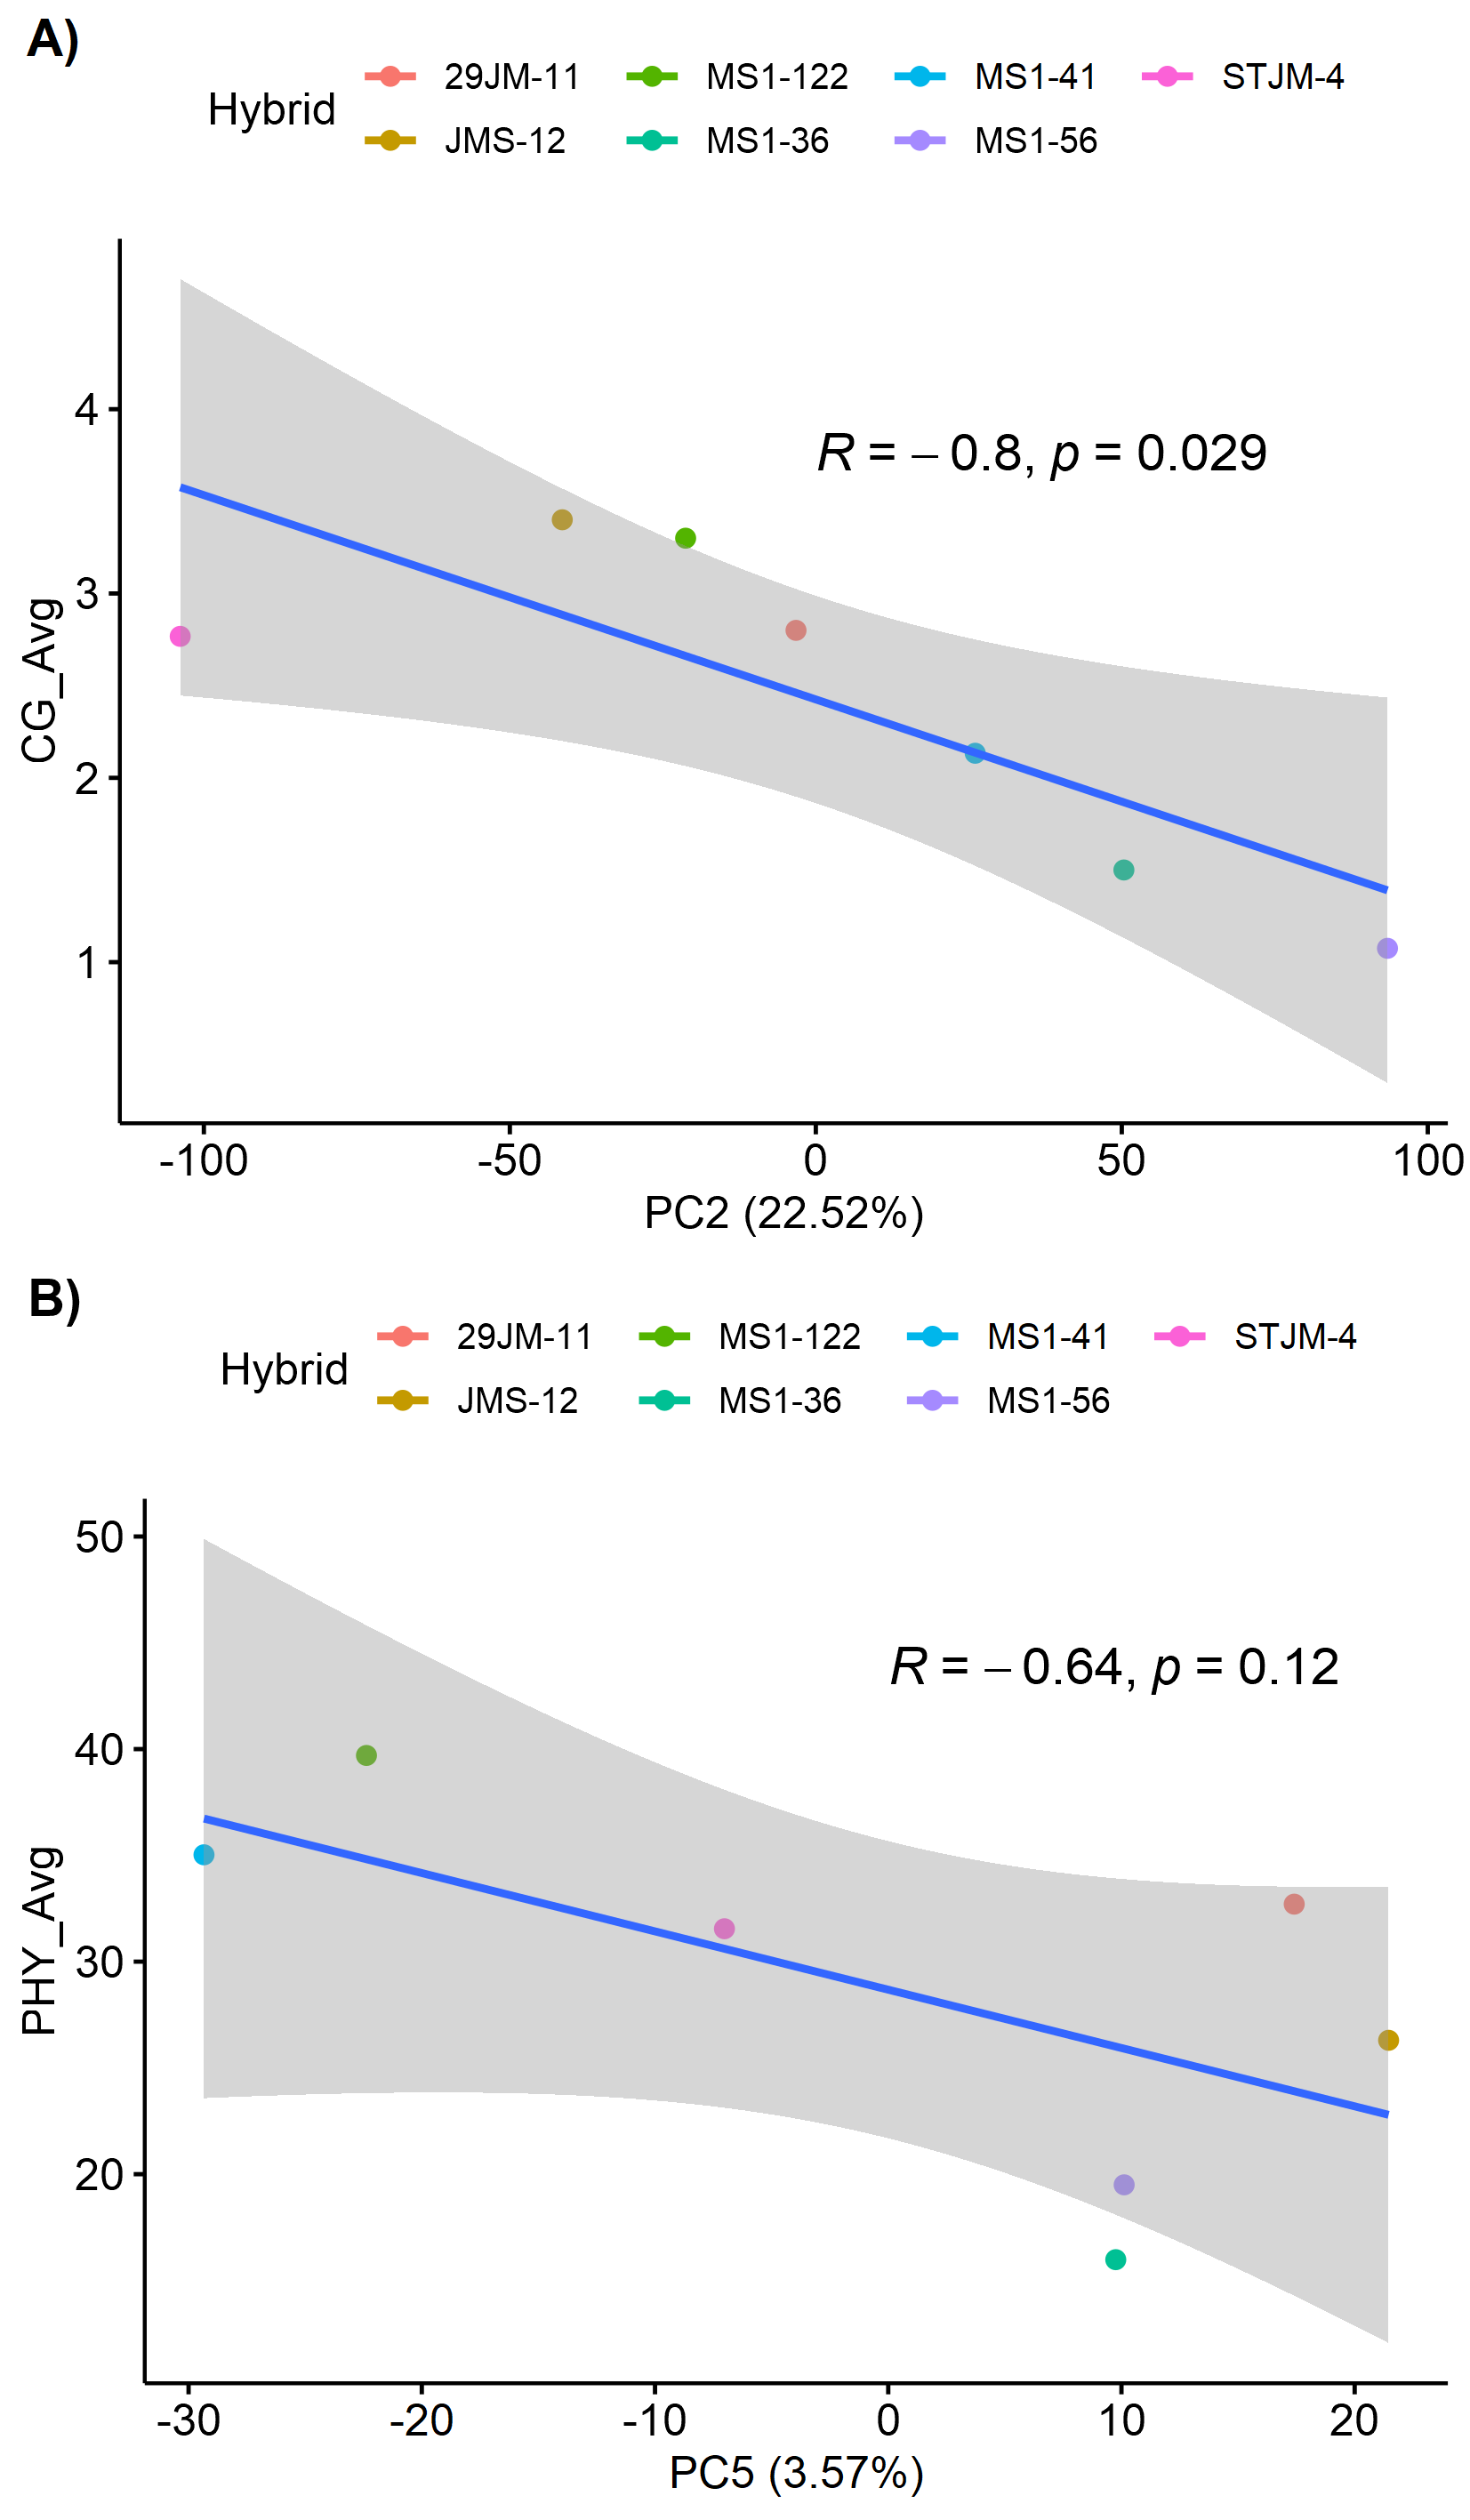 A)
Hybrid
29JM-11 MS1-122 MS1-41 STJM-4
JMS-12 MS1-36 MS1-56
R = – 0.8, p = 0.029
CG_Avg
4
3
2
1
-100 -50 0 50 100
PC2 (22.52%)
B)
Hybrid
29JM-11 MS1-122 MS1-41 STJM-4
JMS-12 MS1-36 MS1-56
R = – 0.64, p = 0.12
PHY_Avg
50
40
30
20
-30 -20 -10 0 10 20
PC5 (3.57%)